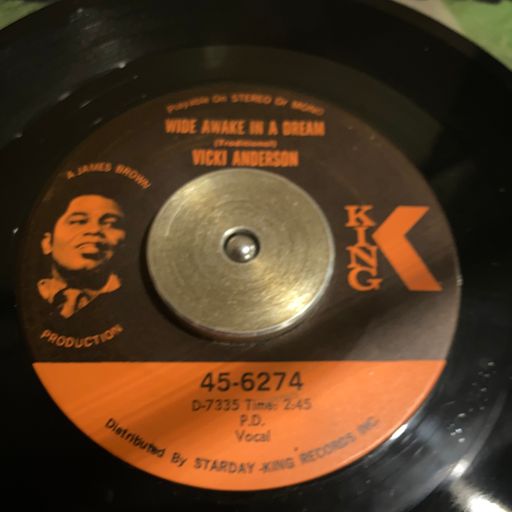 Playable On STEREO Or MONO
WIDE AWAKE IN A DREAM
(Traditional)
VICKI ANDERSON
A JAMES BROWN
PRODUCTION
KING
45-6274
D-7335 Time: 2:45
P.D.
Vocal
Distributed By STARDAY-KING RECORDS INC.